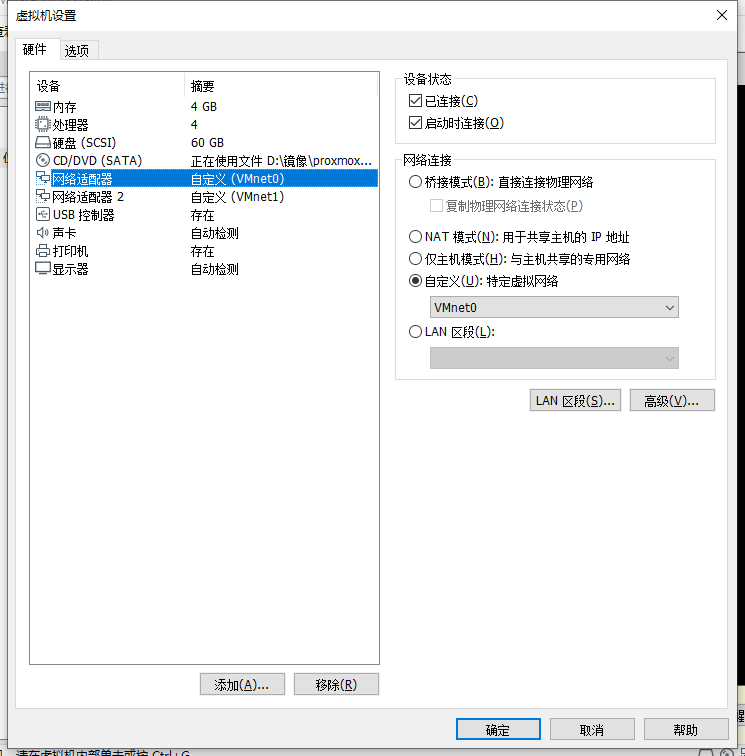 虚拟机设置
硬件 选项
设备 摘要
内存 4 GB
处理器 4
硬盘 (SCSI) 60 GB
CD/DVD (SATA) 正在使用文件 D:\镜像\proxmox...
网络适配器 自定义 (VMnet0)
网络适配器 2 自定义 (VMnet1)
USB 控制器 存在
声卡 自动检测
打印机 存在
显示器 自动检测
添加(A)... 移除(R)
设备状态
已连接(C)
启动时连接(O)
网络连接
桥接模式(B): 直接连接物理网络
复制物理网络连接状态(P)
NAT 模式(N): 用于共享主机的 IP 地址
仅主机模式(H): 与主机共享的专用网络
自定义(U): 特定虚拟网络
VMnet0
LAN 区段(L):
LAN 区段(S)... 高级(V)...
确定 取消 帮助